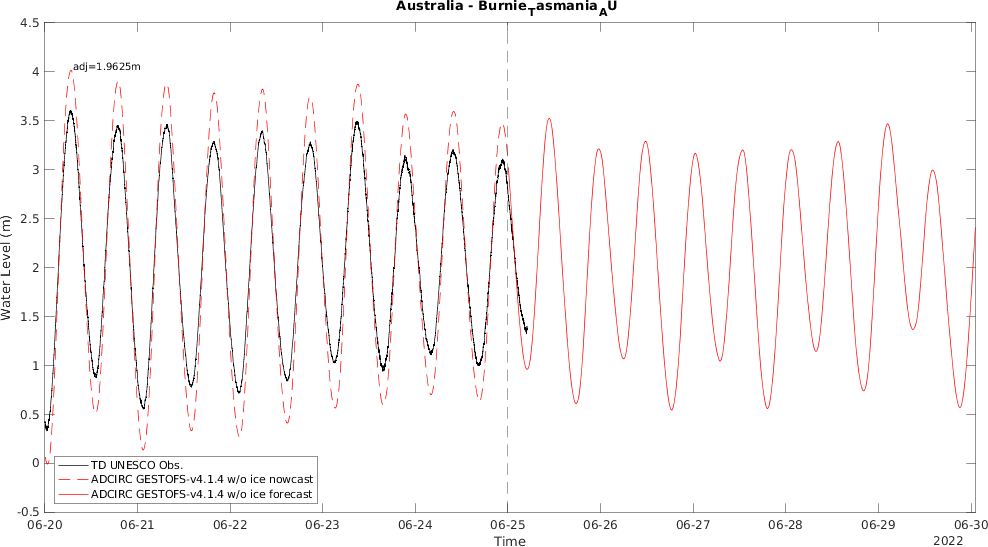 Australia - Burnie_Tasmania_AU
4.5
4
3.5
3
2.5
2
1.5
1
0.5
0
-0.5
Water Level (m)
adj=1.9625m
TD UNESCO Obs.
ADCIRC GESTOFS-v4.1.4 w/o ice nowcast
ADCIRC GESTOFS-v4.1.4 w/o ice forecast
06-20 06-21 06-22 06-23 06-24 06-25 06-26 06-27 06-28 06-29 06-30
Time
2022